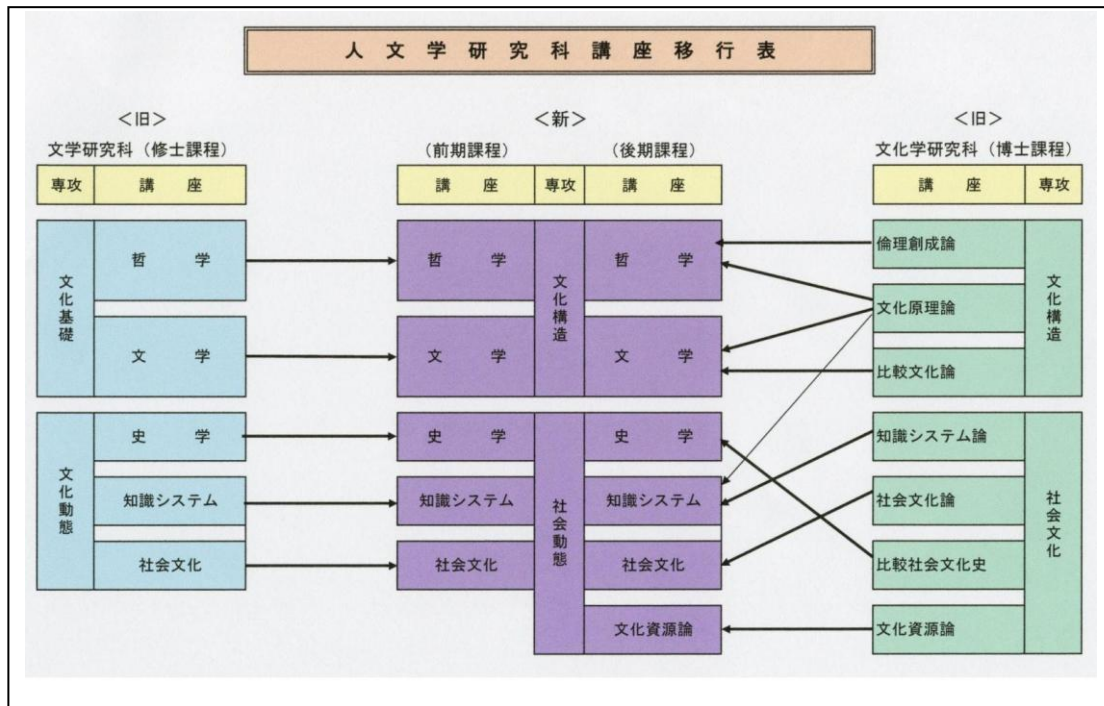 人文学研究科講座移行表
<旧>
文学研究科（修士課程）
専攻 講座
文化基礎
哲学
文学
文化動態
史学
知識システム
社会文化
<新>
（前期課程） （後期課程）
講座 専攻 講座
哲学
文学
文化構造
哲学
文学
史学
知識システム
社会文化
社会動態
史学
知識システム
社会文化
文化資源論
<旧>
文化学研究科（博士課程）
講座 専攻
倫理創成論
文化原理論
比較文化論
文化構造
知識システム論
社会文化論
比較社会文化史
文化資源論
社会文化